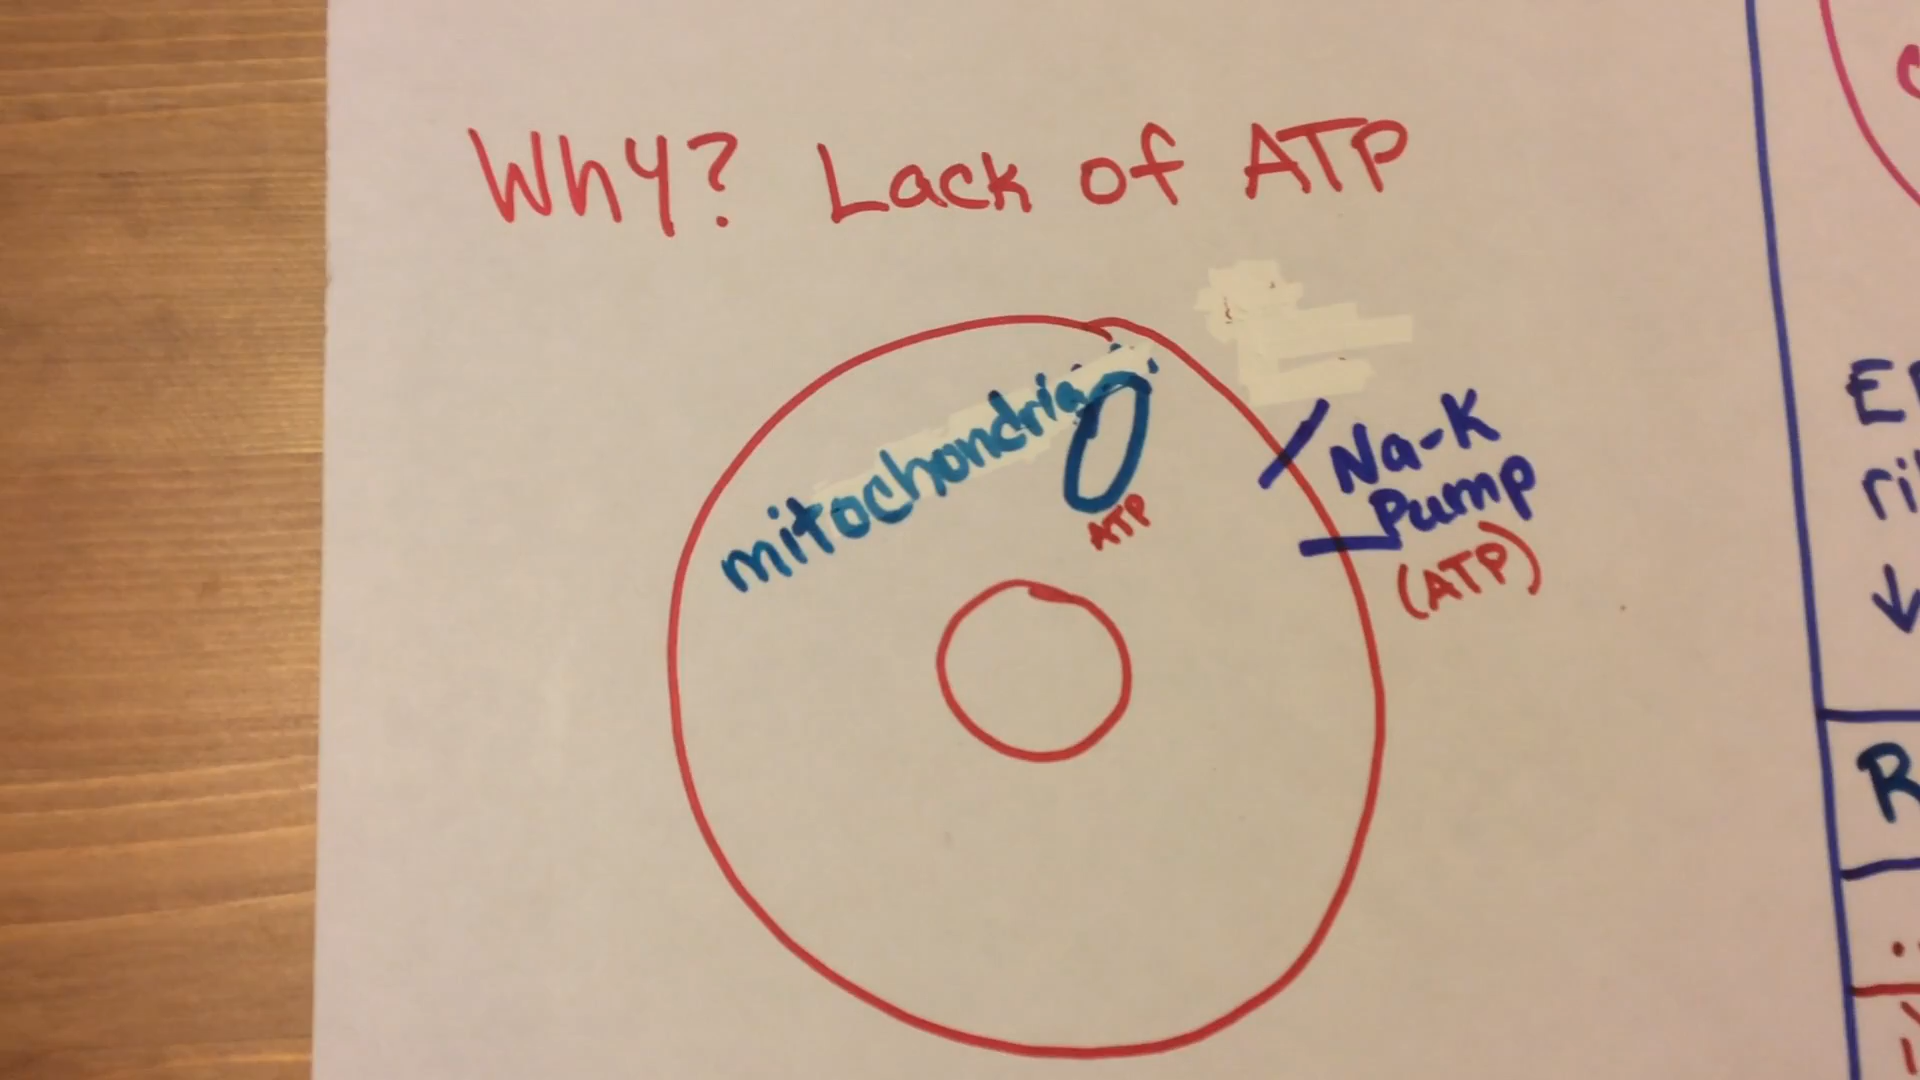 Why? Lack of ATP
mitochondria
ATP
Na-K
Pump
(ATP)